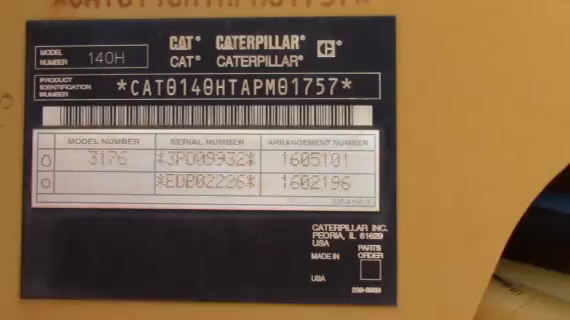 *CAT0140HTAPM01757*
MODEL NUMBER 140H
CAT® CATERPILLAR® C
CAT® CATERPILLAR®
PRODUCT IDENTIFICATION NUMBER *CAT0140HTAPM01757*
MODEL NUMBER SERIAL NUMBER ARRANGEMENT NUMBER
3176 *3PD09932* 1605101
*EDB02226* 1602196
CATERPILLAR INC.
PEORIA, IL 61629
USA
MADE IN PARTS ORDER
USA